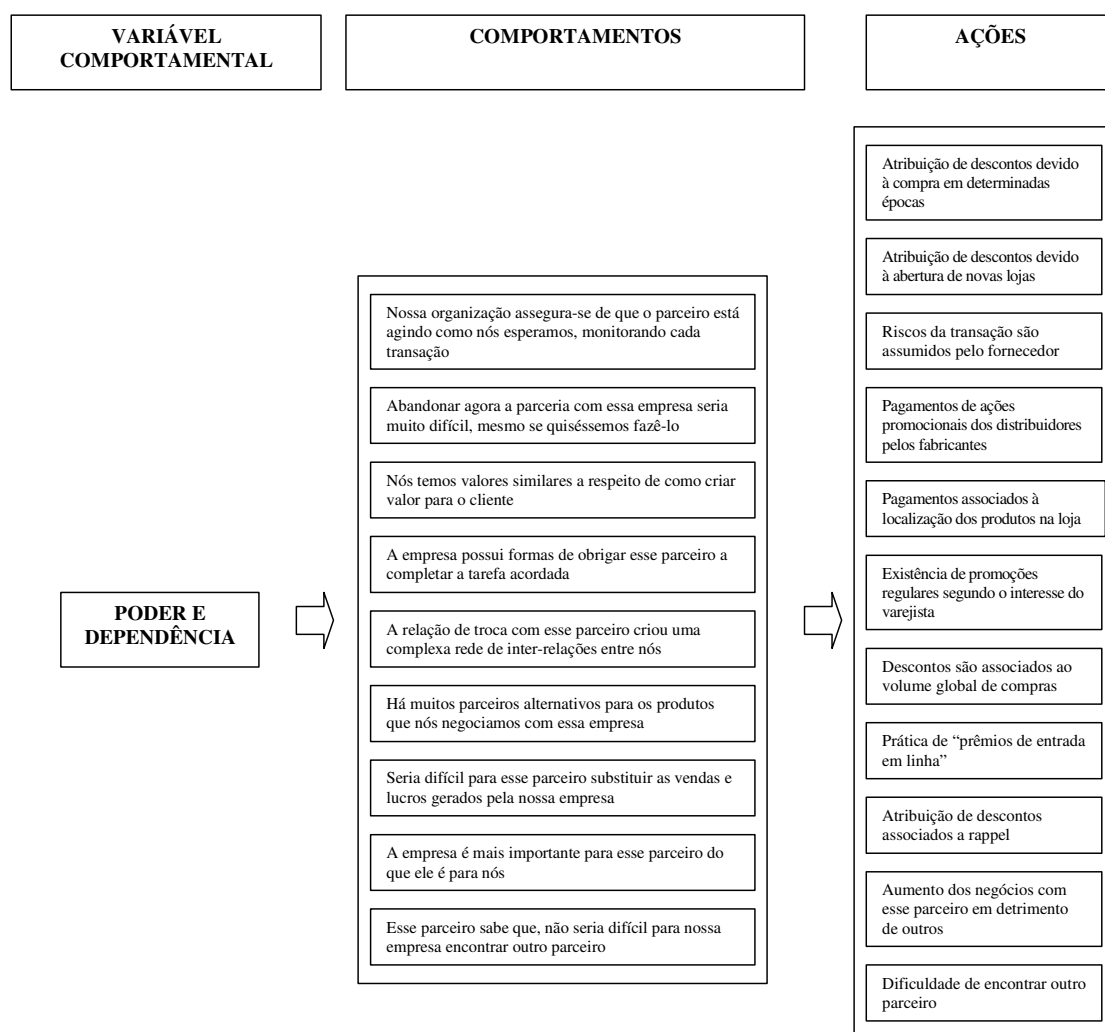 VARIÁVEL
COMPORTAMENTAL
COMPORTAMENTOS
AÇÕES
PODER E
DEPENDÊNCIA
Nossa organização assegura-se de que o parceiro está
agindo como nós esperamos, monitorando cada
transação
Abandonar agora a parceria com essa empresa seria
muito difícil, mesmo se quiséssemos fazê-lo
Nós temos valores similares a respeito de como criar
valor para o cliente
A empresa possui formas de obrigar esse parceiro a
completar a tarefa acordada
A relação de troca com esse parceiro criou uma
complexa rede de inter-relações entre nós
Há muitos parceiros alternativos para os produtos
que nós negociamos com essa empresa
Seria difícil para esse parceiro substituir as vendas e
lucros gerados pela nossa empresa
A empresa é mais importante para esse parceiro do
que ele é para nós
Esse parceiro sabe que, não seria difícil para nossa
empresa encontrar outro parceiro
Atribuição de descontos devido
à compra em determinadas
épocas
Atribuição de descontos devido
à abertura de novas lojas
Riscos da transação são
assumidos pelo fornecedor
Pagamentos de ações
promocionais dos distribuidores
pelos fabricantes
Pagamentos associados à
localização dos produtos na loja
Existência de promoções
regulares segundo o interesse do
varejista
Descontos são associados ao
volume global de compras
Prática de “prêmios de entrada
em linha”
Atribuição de descontos
associados a rappel
Aumento dos negócios com
esse parceiro em detrimento
de outros
Dificuldade de encontrar outro
parceiro